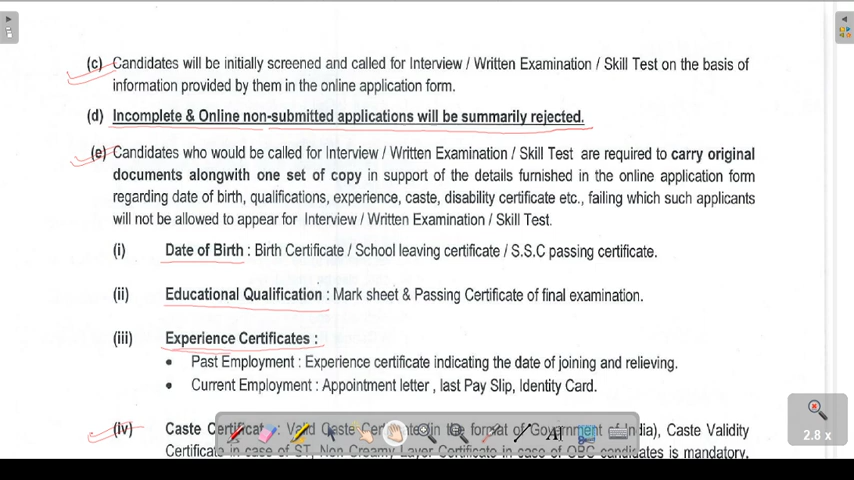 (c) Candidates will be initially screened and called for Interview / Written Examination / Skill Test on the basis of
information provided by them in the online application form.
(d) Incomplete & Online non-submitted applications will be summarily rejected.
(e) Candidates who would be called for Interview / Written Examination / Skill Test are required to carry original
documents alongwith one set of copy in support of the details furnished in the online application form
regarding date of birth, qualifications, experience, caste, disability certificate etc., failing which such applicants
will not be allowed to appear for Interview / Written Examination / Skill Test.
(i) Date of Birth : Birth Certificate / School leaving certificate / S.S.C passing certificate.
(ii) Educational Qualification : Mark sheet & Passing Certificate of final examination.
(iii) Experience Certificates :
• Past Employment : Experience certificate indicating the date of joining and relieving.
• Current Employment : Appointment letter , last Pay Slip, Identity Card.
(iv) Caste Certificate : Valid Caste Certificate (in the format of Government of India), Caste Validity
Certificate in case of ST, Non Creamy Layer Certificate in case of OBC candidates is mandatory.
2.8 x